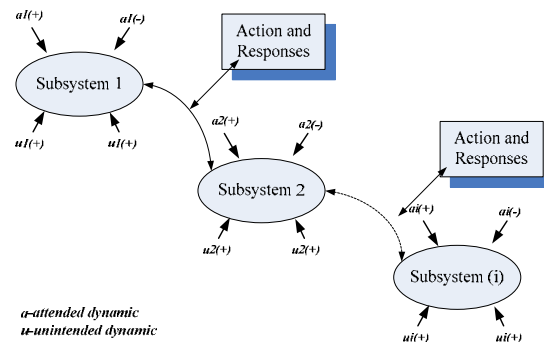 a1(+)
a1(-)
Action and
Responses
Subsystem 1
u1(+)
u1(+)
a2(+)
a2(-)
Action and
Responses
Subsystem 2
ai(+)
ai(-)
u2(+)
u2(+)
Subsystem (i)
a-attended dynamic
u-unintended dynamic
ui(+)
ui(+)